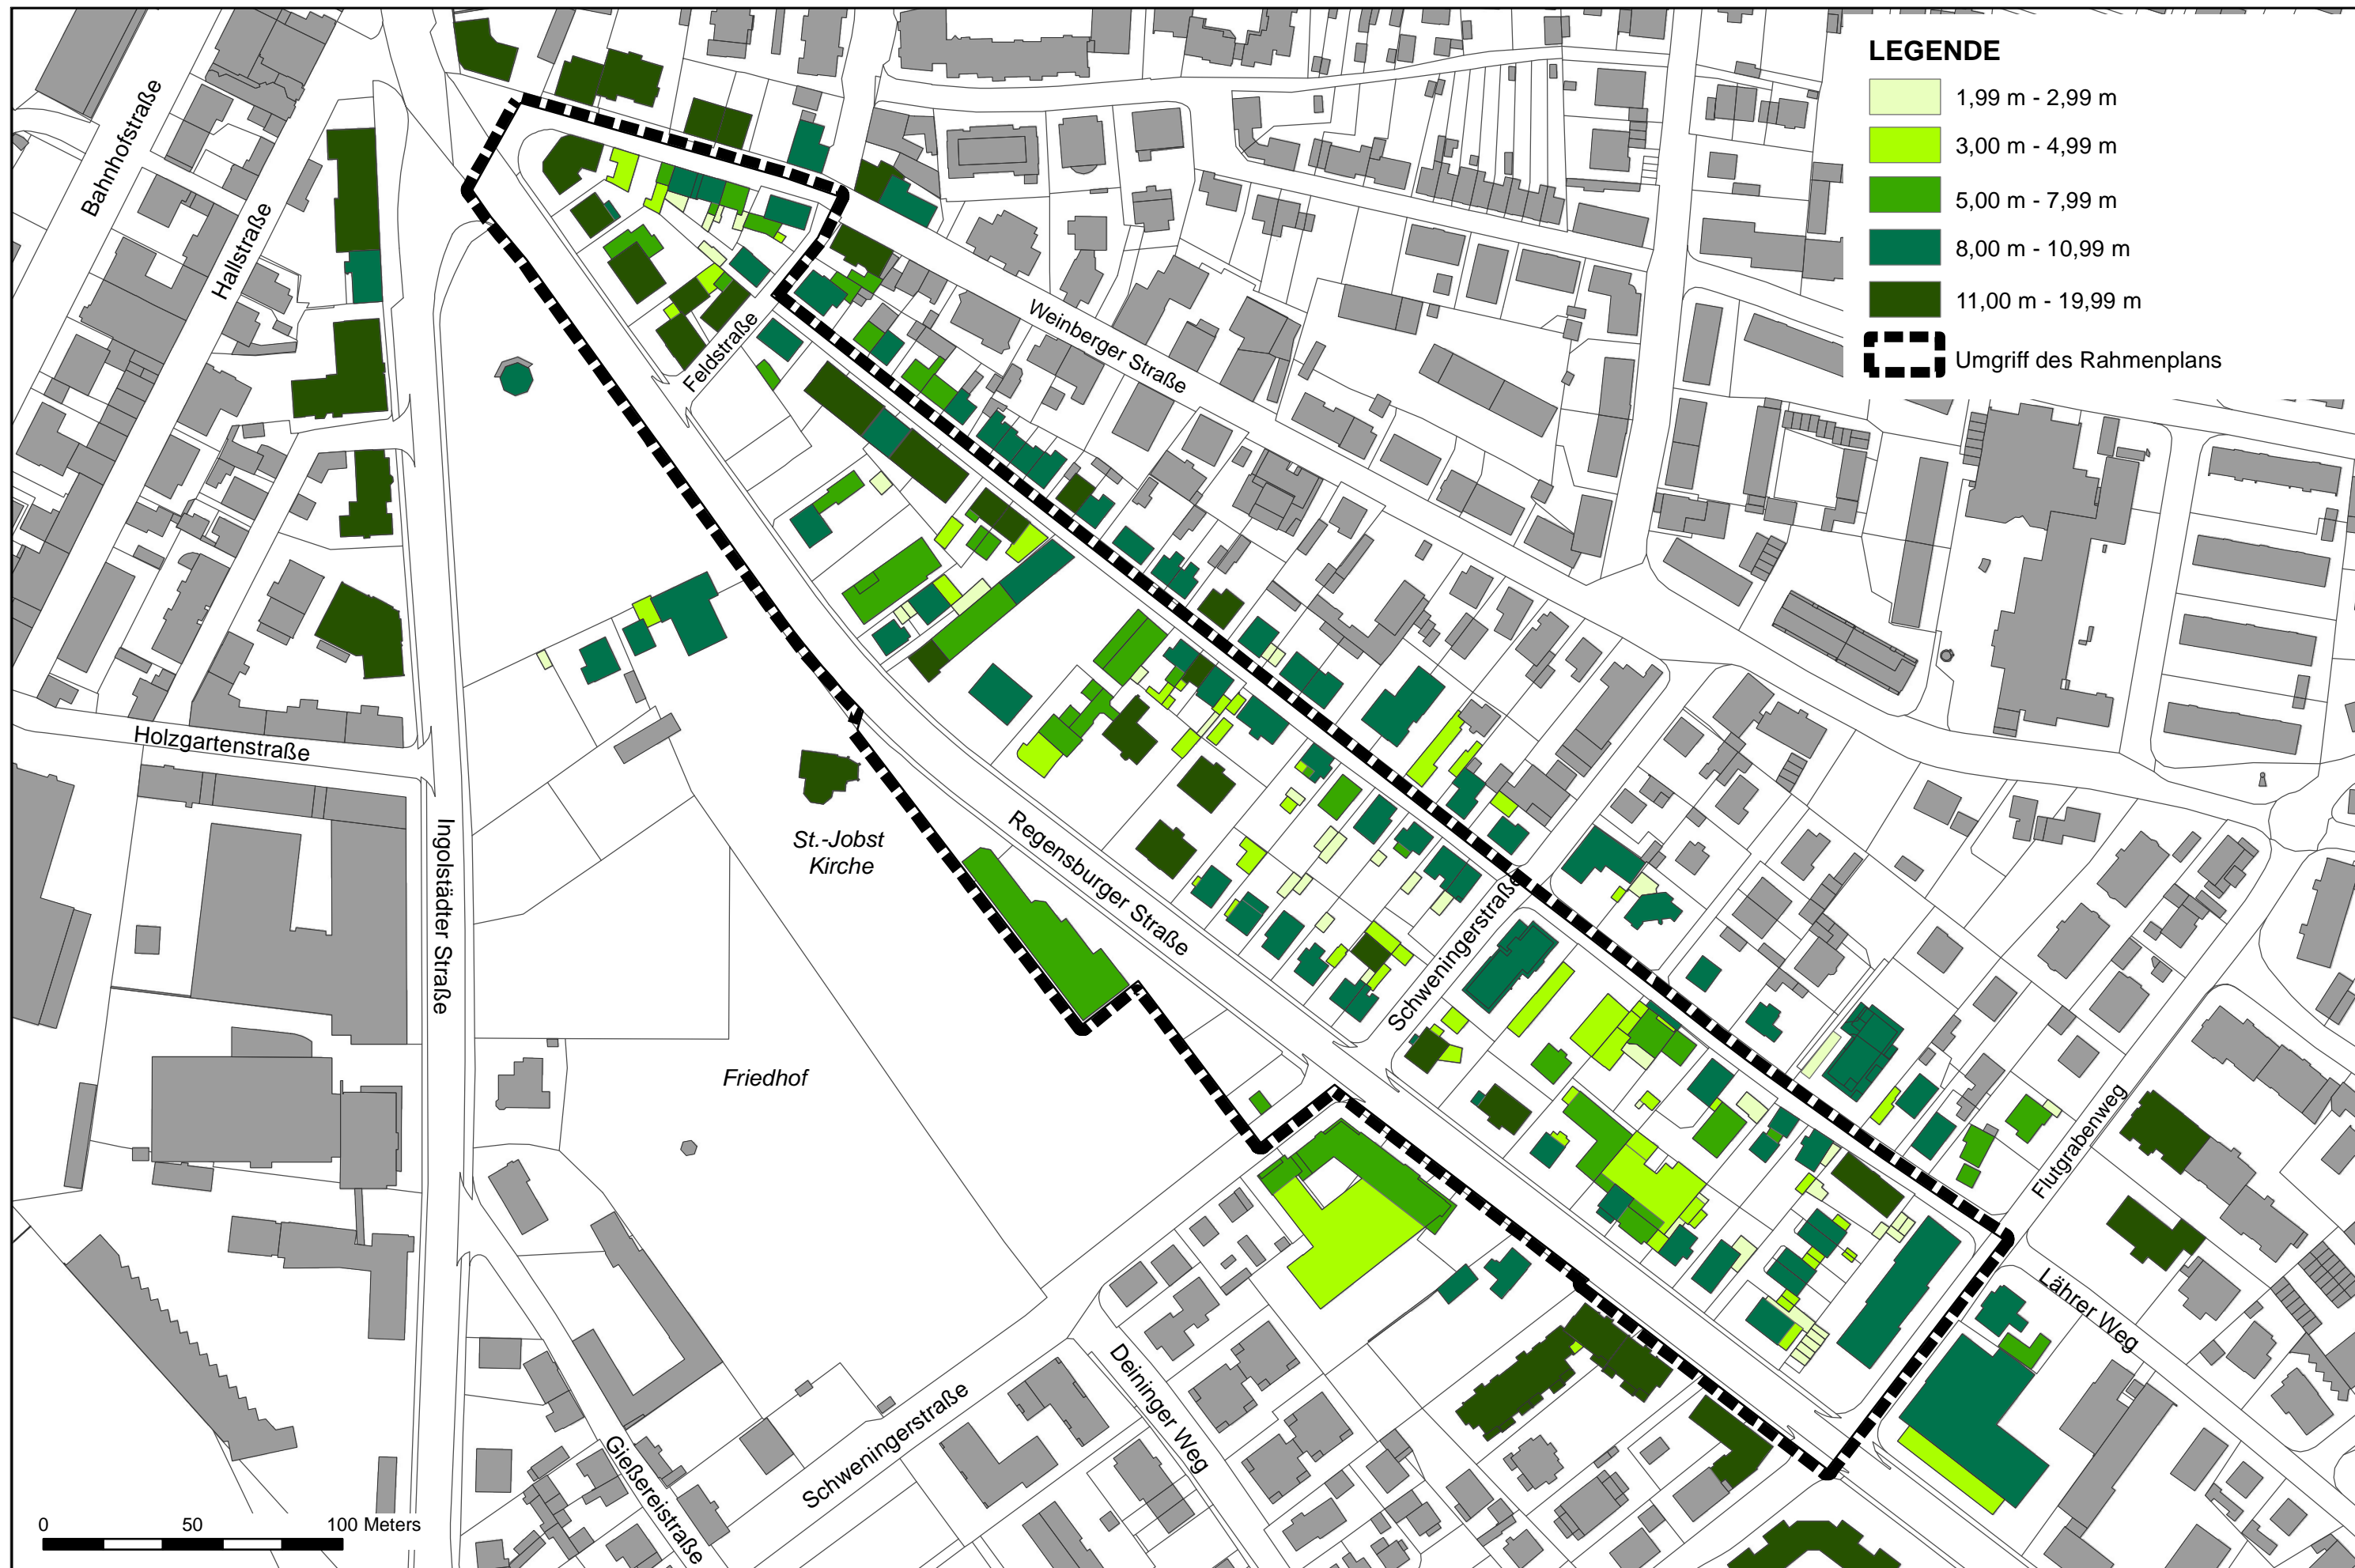 LEGENDE
1,99 m - 2,99 m
3,00 m - 4,99 m
5,00 m - 7,99 m
8,00 m - 10,99 m
11,00 m - 19,99 m
Umgriff des Rahmenplans
Bahnhofstraße
Hallstraße
Feldstraße
Weinberger Straße
Holzgartenstraße
Ingolstädter Straße
St.-Jobst
Kirche
Regensburger Straße
Schweningerstraße
Friedhof
Flutgrabenweg
Lährer Weg
Deininger Weg
Schweningerstraße
Gießereistraße
0 50 100 Meters